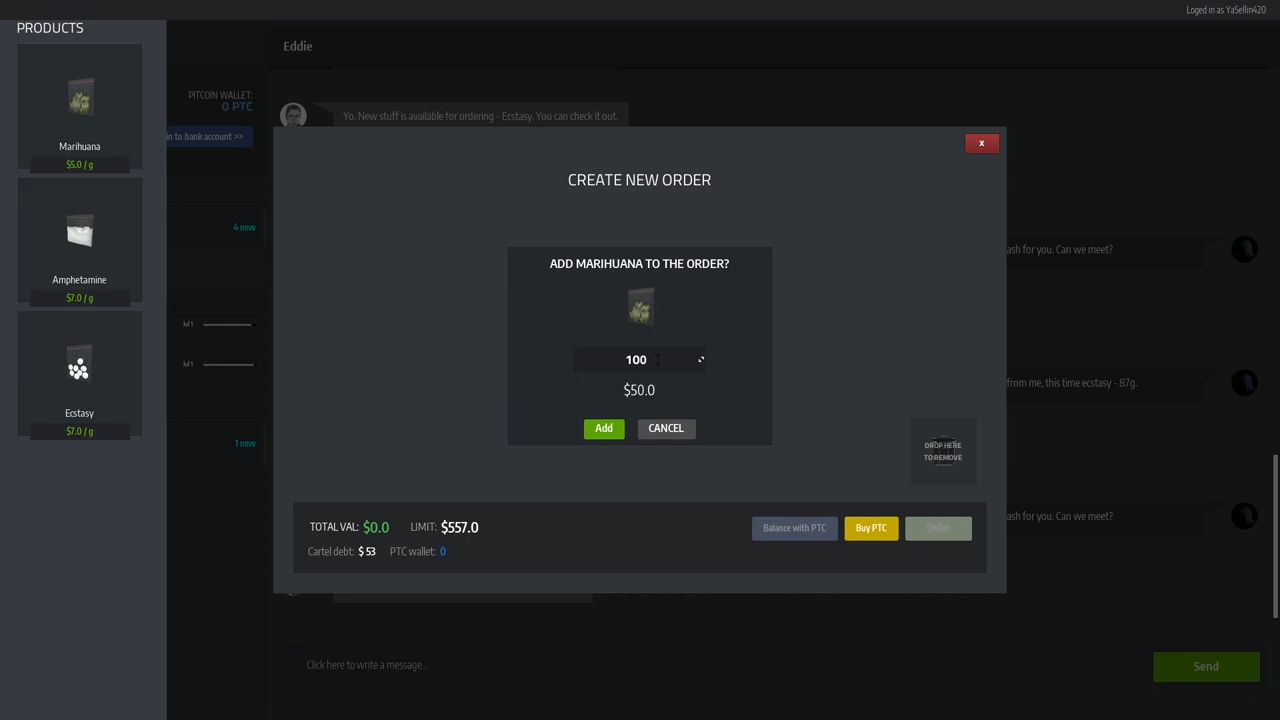 Loged in as YaSellin420
PRODUCTS
Marihuana
$5.0 / g
Amphetamine
$7.0 / g
Ecstasy
$7.0 / g
PITCOIN WALLET:
0 PTC
in to bank account >>
4 new
lvl 1
lvl 1
1 new
Eddie
Yo. New stuff is available for ordering - Ecstasy. You can check it out.
ash for you. Can we meet?
from me, this time ecstasy - 87g.
ash for you. Can we meet?
x
CREATE NEW ORDER
ADD MARIHUANA TO THE ORDER?
100
$50.0
Add
CANCEL
DROP HERE
TO REMOVE
TOTAL VAL: $0.0 LIMIT: $557.0
Cartel debt: $ 53 PTC wallet: 0
Balance with PTC
Buy PTC
Order
Click here to write a message...
Send